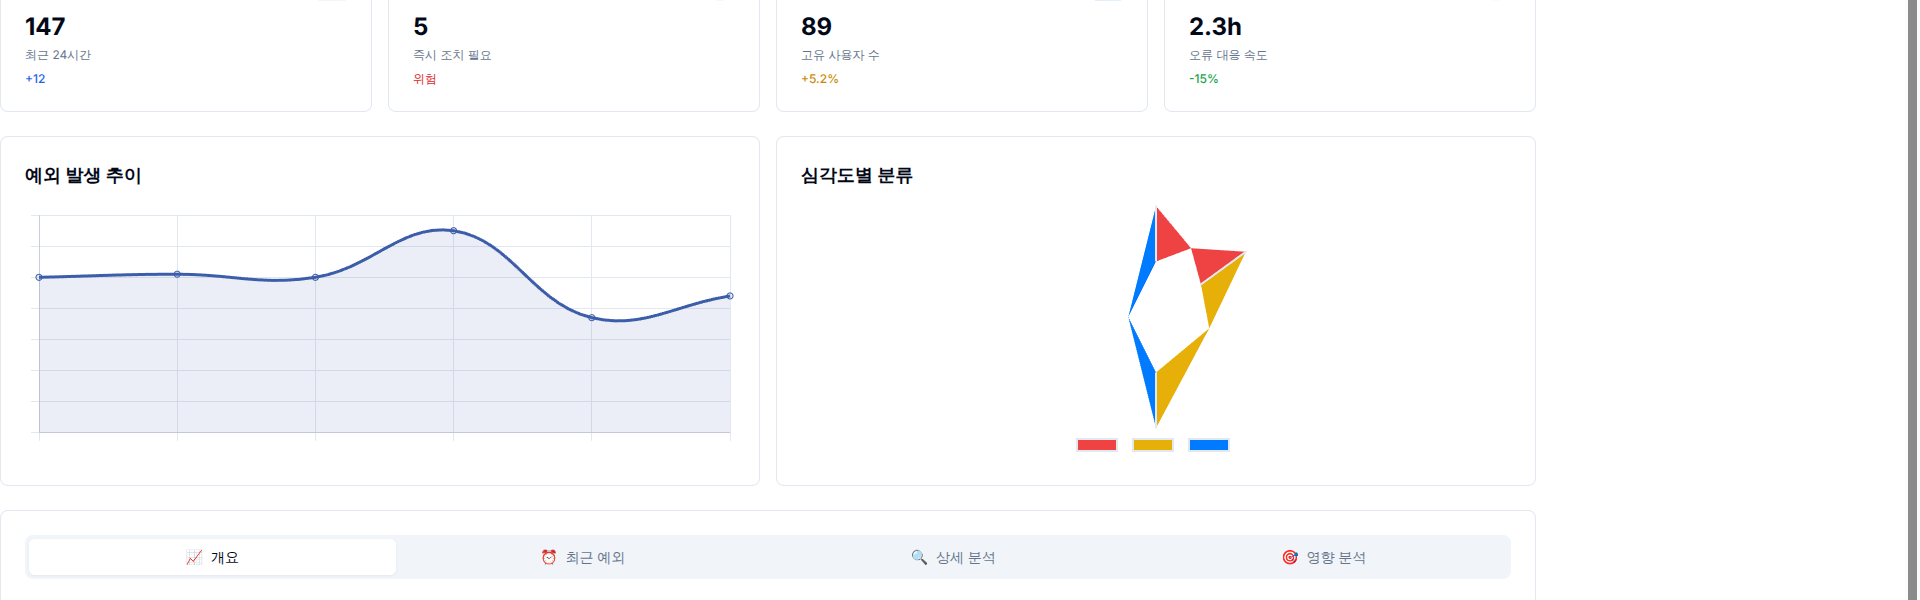 147
최근 24시간
+12
5
즉시 조치 필요
위험
89
고유 사용자 수
+5.2%
2.3h
오류 대응 속도
-15%
예외 발생 추이
심각도별 분류
📈 개요
⏰ 최근 예외
🔍 상세 분석
🎯 영향 분석